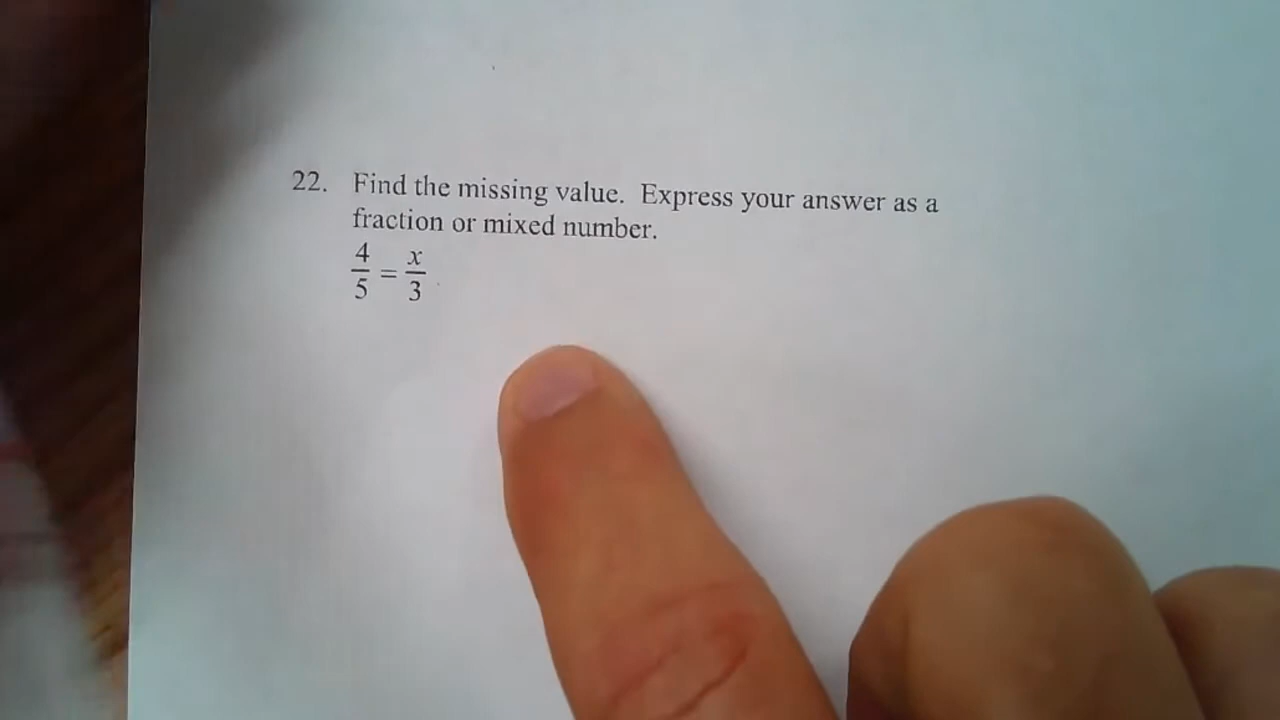 22. Find the missing value. Express your answer as a
fraction or mixed number.
4/5 = x/3